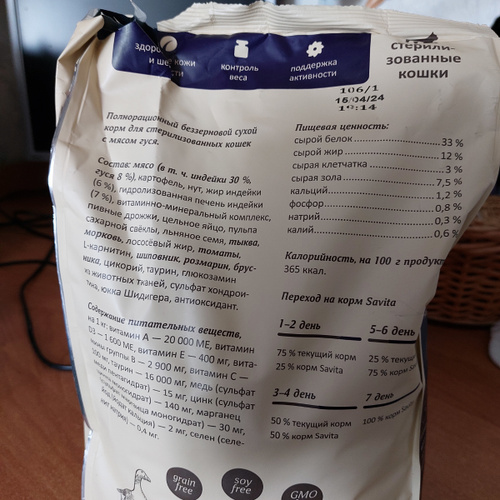 здоро
и ше кожи
сти
контроль
веса
поддержка
активности
стерили-
зованные
кошки
106/1
15/04/24
Полнорационный беззерновой сухой
корм для стерилизованных кошек
с мясом гуся.
Состав: мясо (в т. ч. индейки 30 %,
гуся 8 %), картофель, нут, жир индейки
(6 %), гидролизованная печень индейки
(7 %), витаминно-минеральный комплекс,
пивные дрожжи, цельное яйцо, пульпа
сахарной свёклы, льняное семя, тыква,
морковь, лососёвый жир, томаты,
L-карнитин, шиповник, розмарин, брус-
ника, цикорий, таурин, глюкозамин
из животных тканей, сульфат хондрои-
тина, юкка Шидигера, антиоксидант.
Содержание питательных веществ,
на 1 кг: витамин А — 20 000 МЕ, витамин
D3 — 1 600 МЕ, витамин Е — 400 мг, вита-
мины группы В — 2 900 мг, витамин С —
мг, таурин — 16 000 мг, медь (сульфат
меди пентагидрат) — 15 мг, цинк (сульфат
моногидрат) — 140 мг, марганец
моногидрат) — 30 мг,
йод (йодат кальция) — 2 мг, селен (селе-
— 0,4 мг.
Пищевая ценность:
сырой белок 33 %
сырой жир 12 %
сырая клетчатка 3 %
сырая зола 7,5 %
кальций 1,2 %
фосфор 0,8 %
натрий 0,3 %
калий 0,6 %
Калорийность, на 100 г продукт
365 ккал.
Переход на корм Savita
1–2 день
75 % текущий корм
25 % корм Savita
5–6 день
25 % текущ
75 % корм Sa
3–4 день
50 % текущий корм
50 % корм Savita
7 день
100 % корм
grain
free
soy
free
GMO